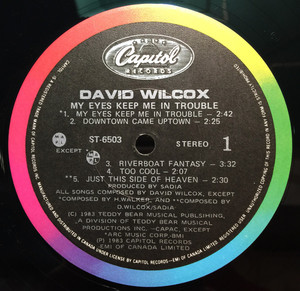 Capitol
RECORDS
DAVID WILCOX
MY EYES KEEP ME IN TROUBLE
*1. MY EYES KEEP ME IN TROUBLE – 2:42
2. DOWNTOWN CAME UPTOWN – 2:25
ST-6503
STEREO
1
EXCEPT
3. RIVERBOAT FANTASY – 3:32
4. TOO COOL – 2:07
**5. JUST THIS SIDE OF HEAVEN – 2:30
PRODUCED BY SADIA
ALL SONGS COMPOSED BY DAVID WILCOX, EXCEPT
*COMPOSED BY H.WALKER, AND **COMPOSED BY
D.WILCOX/SADIA
(C) 1983 TEDDY BEAR MUSICAL PUBLISHING,
A DIVISION OF TEDDY BEAR MUSICAL
PRODUCTIONS INC. -CAPAC, EXCEPT
*ARC MUSIC CORP-BMI
(P) 1983 CAPITOL RECORDS
-EMI OF CANADA LIMITED